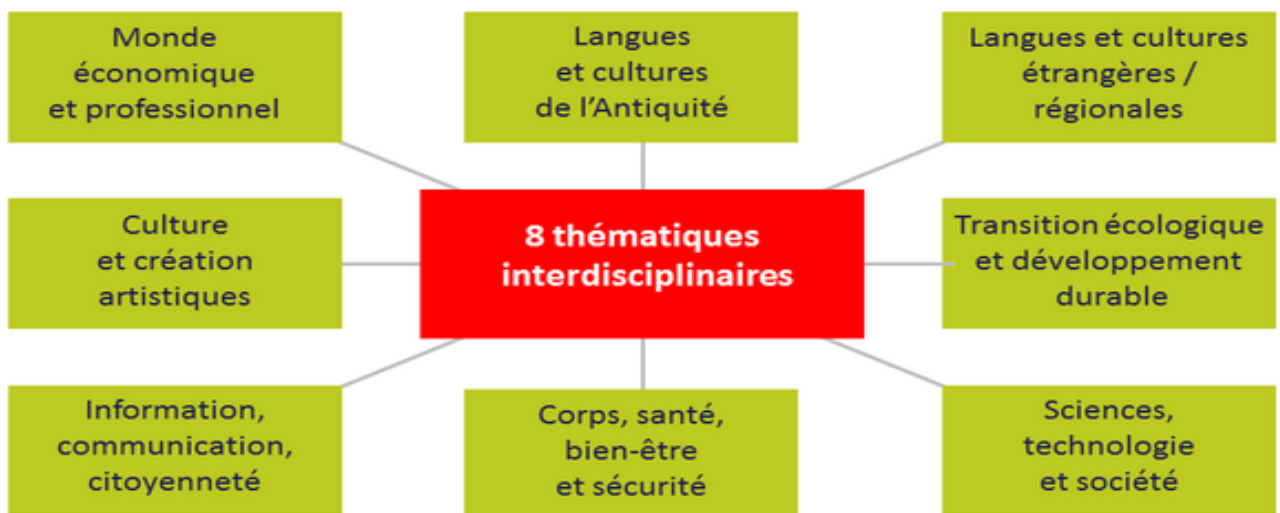 Monde
économique
et professionnel
Langues
et cultures
de l'Antiquité
Langues et cultures
étrangères /
régionales
Culture
et création
artistiques
8 thématiques
interdisciplinaires
Transition écologique
et développement
durable
Information,
communication,
citoyenneté
Corps, santé,
bien-être
et sécurité
Sciences,
technologie
et société